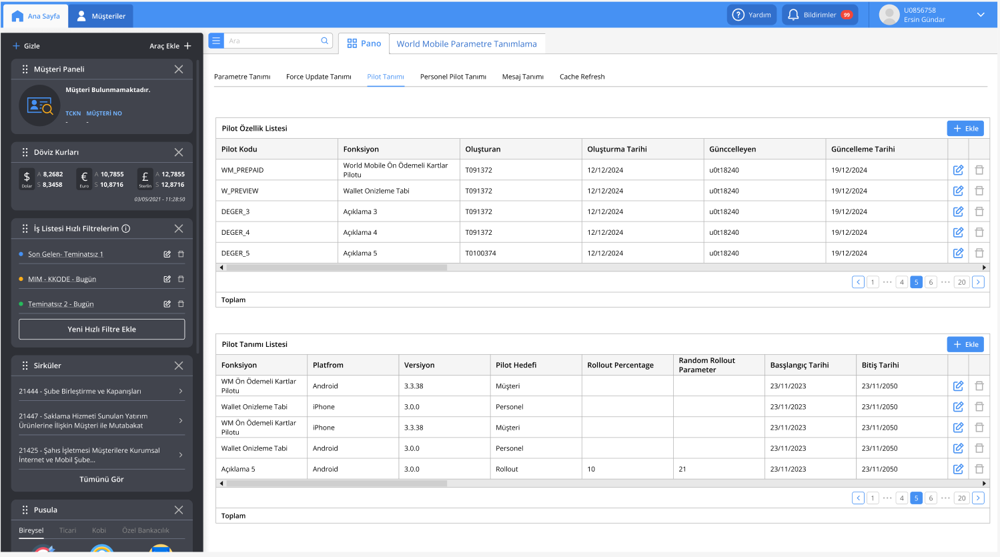 Ana Sayfa
Müşteriler
Yardım
Bildirimler 99
U0856758
Ersin Gündar
Gizle
Araç Ekle
Müşteri Paneli
Müşteri Bulunmamaktadır.
TCKN MÜŞTERİ NO
- -
Döviz Kurları
$ Dolar A 8,2682 S 8,3458
€ Euro A 10,7855 S 10,8716
£ Sterlin A 12,7855 S 12,8716
03/05/2021 - 11:28:50
İş Listesi Hızlı Filtrelerim
Son Gelen- Teminatsız 1
MIM - KKODE - Bugün
Teminatsız 2 - Bugün
Yeni Hızlı Filtre Ekle
Sirküler
21444 - Şube Birleştirme ve Kapanışları
21447 - Saklama Hizmeti Sunulan Yatırım
Ürünlerine İlişkin Müşteri ile Mutabakat
21425 - Şahıs İşletmesi Müşterilere Kurumsal
İnternet ve Mobil Şube...
Tümünü Gör
Pusula
Bireysel Ticari Kobi Özel Bankacılık
Ara
Pano
World Mobile Parametre Tanımlama
Parametre Tanımı Force Update Tanımı Pilot Tanımı Personel Pilot Tanımı Mesaj Tanımı Cache Refresh
Pilot Özellik Listesi
Ekle
Pilot Kodu Fonksiyon Oluşturan Oluşturma Tarihi Günccelleyen Güncelleme Tarihi
WM_PREPAID World Mobile Ön Ödemeli Kartlar Pilotu T091372 12/12/2024 u0t18240 19/12/2024
W_PREVIEW Wallet Onizleme Tabi T091372 12/12/2024 u0t18240 19/12/2024
DEGER_3 Açıklama 3 T091372 12/12/2024 u0t18240 19/12/2024
DEGER_4 Açıklama 4 T091372 12/12/2024 u0t18240 19/12/2024
DEGER_5 Açıklama 5 T0100374 12/12/2024 u0t18240 19/12/2024
1 ••• 4 5 6 ••• 20
Toplam
Pilot Tanımı Listesi
Ekle
Fonksiyon Platfrom Versiyon Pilot Hedefi Rollout Percentage Random Rollout Parameter Basşlangıç Tarihi Bitiş Tarihi
WM Ön Ödemeli Kartlar Pilotu Android 3.3.38 Müşteri 23/11/2023 23/11/2050
Wallet Onizleme Tabi iPhone 3.0.0 Personel 23/11/2023 23/11/2050
WM Ön Ödemeli Kartlar Pilotu iPhone 3.3.38 Müşteri 23/11/2023 23/11/2050
Wallet Onizleme Tabi Android 3.0.0 Personel 23/11/2023 23/11/2050
Açıklama 5 Android 3.0.0 Rollout 10 21 23/11/2023 23/11/2050
1 ••• 4 5 6 ••• 20
Toplam